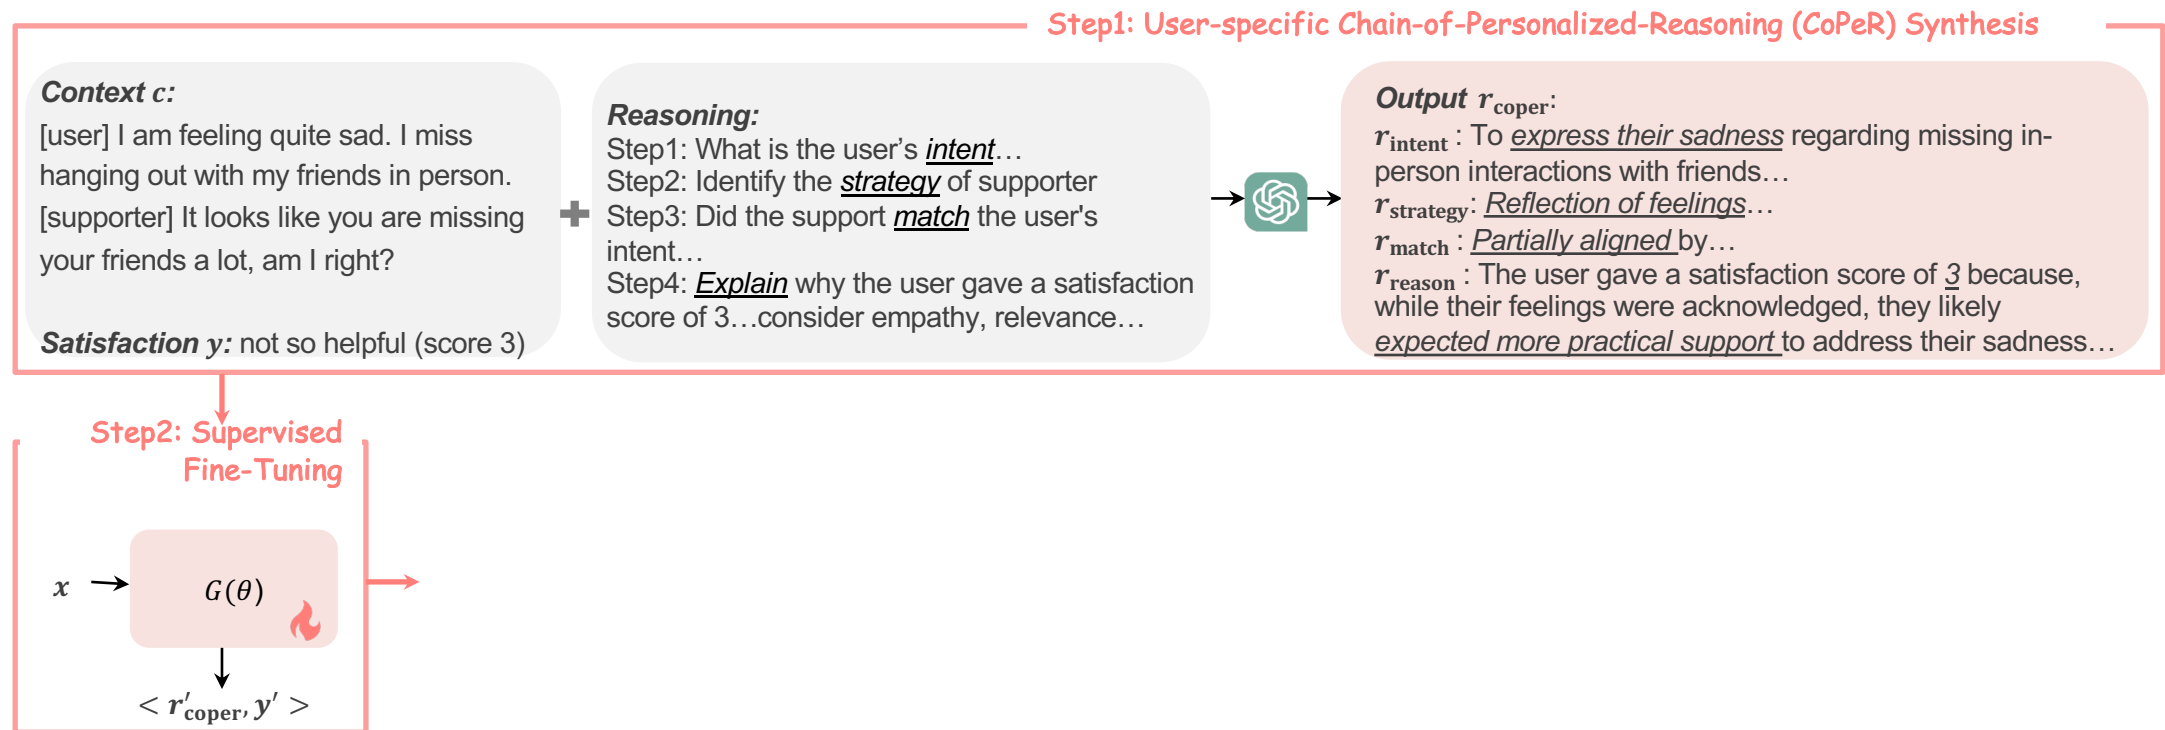 Step1: User-specific Chain-of-Personalized-Reasoning (CoPeR) Synthesis
Context c:
[user] I am feeling quite sad. I miss
hanging out with my friends in person.
[supporter] It looks like you are missing
your friends a lot, am I right?
Satisfaction y: not so helpful (score 3)
Reasoning:
Step1: What is the user’s intent…
Step2: Identify the strategy of supporter
Step3: Did the support match the user's
intent…
Step4: Explain why the user gave a satisfaction
score of 3…consider empathy, relevance…
Output r_coper:
r_intent : To express their sadness regarding missing in-
person interactions with friends…
r_strategy: Reflection of feelings…
r_match : Partially aligned by…
r_reason : The user gave a satisfaction score of 3 because,
while their feelings were acknowledged, they likely
expected more practical support to address their sadness…
Step2: Supervised
Fine-Tuning
x
G(θ)
< r′_coper, y′ >